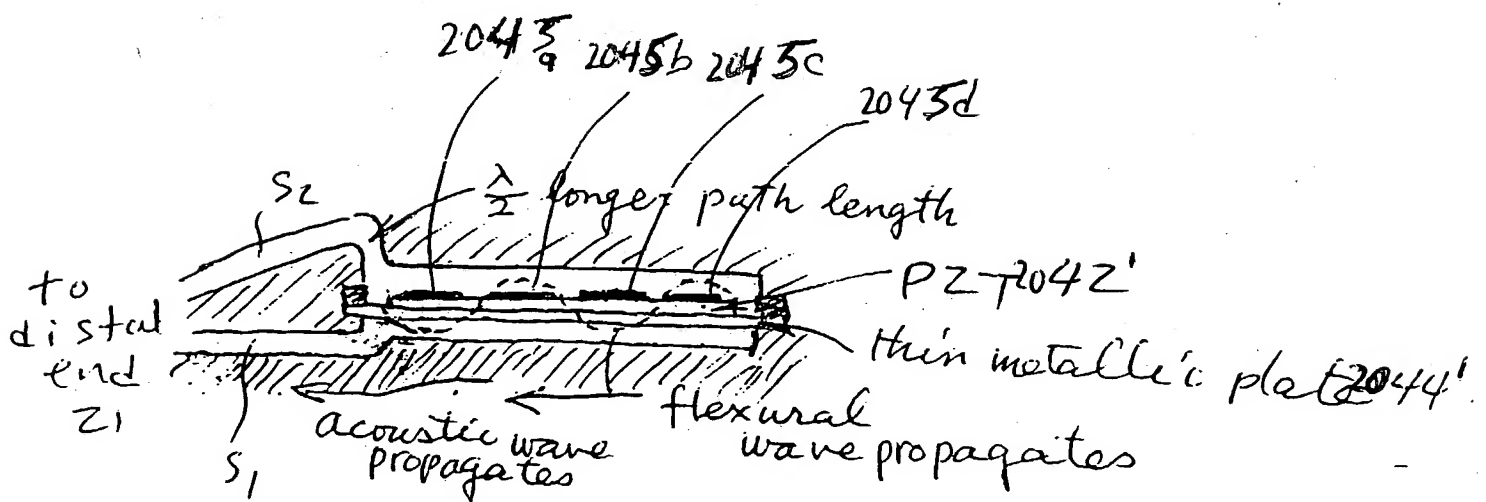 2045a 2045b 2045c
2045d
S2
λ/2 longer path length
PZT 2042'
to
distal
end
21
thin metallic plate 2044'
flexural
wave propagates
acoustic wave
propagates
S1